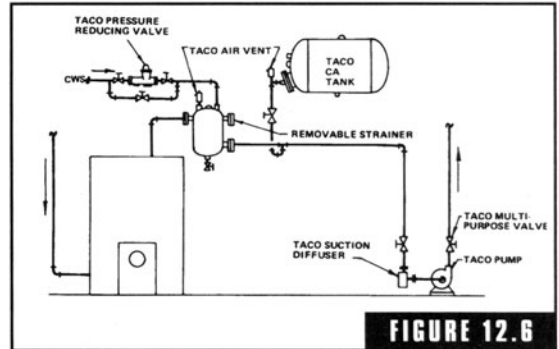 TACO PRESSURE
REDUCING VALVE
TACO AIR VENT
TACO
CA
TANK
CWS
REMOVABLE STRAINER
TACO MULTI-
PURPOSE VALVE
TACO SUCTION
DIFFUSER
TACO PUMP
FIGURE 12.6